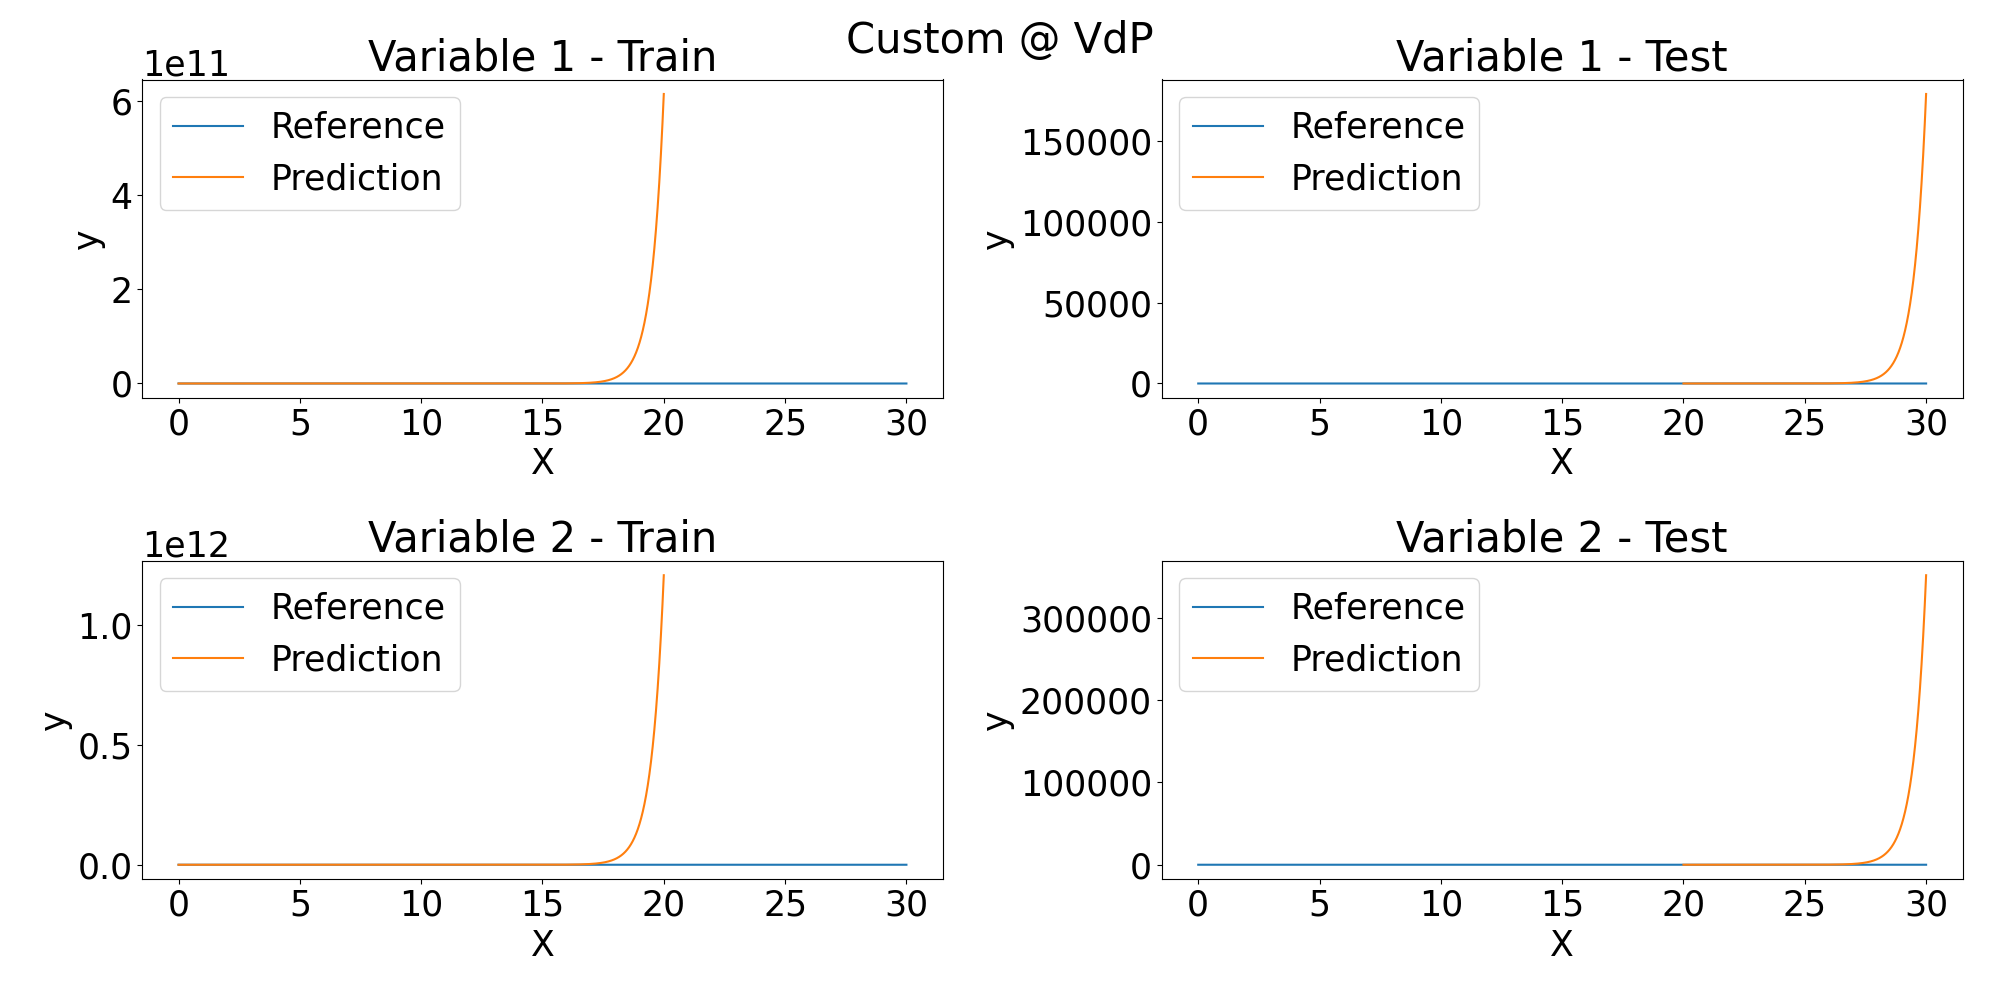 Custom @ VdP
Variable 1 - Train
1e11
6
4
2
0
y
Reference
Prediction
0 5 10 15 20 25 30
X
Variable 1 - Test
150000
100000
50000
0
y
Reference
Prediction
0 5 10 15 20 25 30
X
Variable 2 - Train
1e12
1.0
0.5
0.0
y
Reference
Prediction
0 5 10 15 20 25 30
X
Variable 2 - Test
300000
200000
100000
0
y
Reference
Prediction
0 5 10 15 20 25 30
X